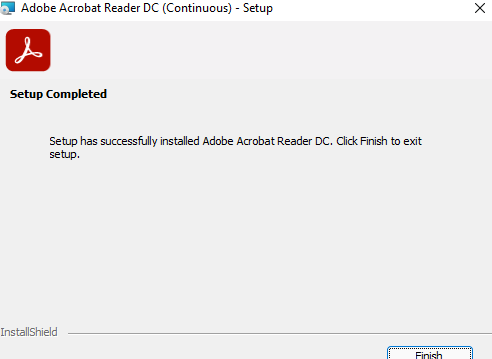 Adobe Acrobat Reader DC (Continuous) - Setup
Setup Completed
Setup has successfully installed Adobe Acrobat Reader DC. Click Finish to exit
setup.
InstallShield
Finish